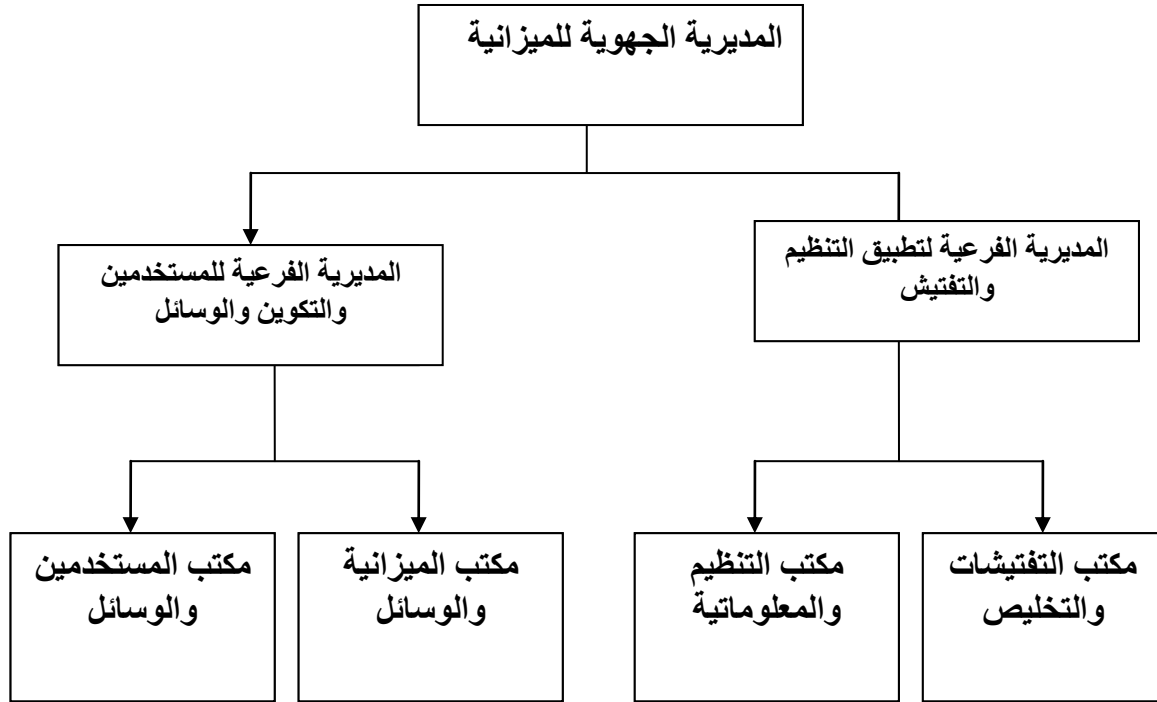 المديرية الجهوية للميزانية
المديرية الفرعية لتطبيق التنظيم
والتفتيش
المديرية الفرعية للمستخدمين
والتكوين والوسائل
مكتب التفتيشات
والتخليص
مكتب التنظيم
والمعلوماتية
مكتب الميزانية
والوسائل
مكتب المستخدمين
والوسائل